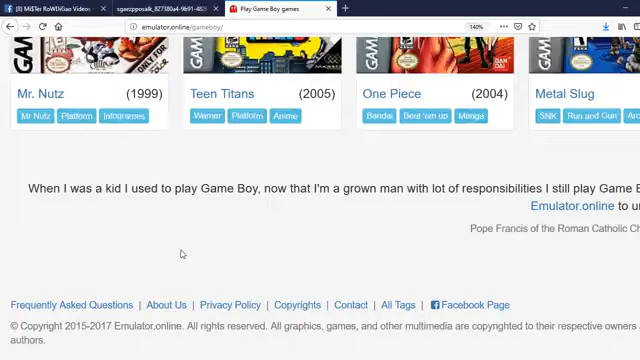 [8] Mi$Ter RoWDiGao Videos -
Play Game Boy games
emulator.online/gameboy/
140%
Mr. Nutz (1999) Teen Titans (2005) One Piece (2004) Metal Slug
Mr Nutz Platform Infogrames Warner Platform Anime Bandai Beat 'em up Manga SNK Run and Gun
When I was a kid I used to play Game Boy, now that I'm a grown man with lot of responsibilities I still play Game
Emulator.online to
Pope Francis of the Roman Catholic
Frequently Asked Questions | About Us | Privacy Policy | Copyrights | Contact | All Tags | Facebook Page
© Copyright 2015-2017 Emulator.online. All rights reserved. All graphics, games, and other multimedia are copyrighted to their respective owners
authors.